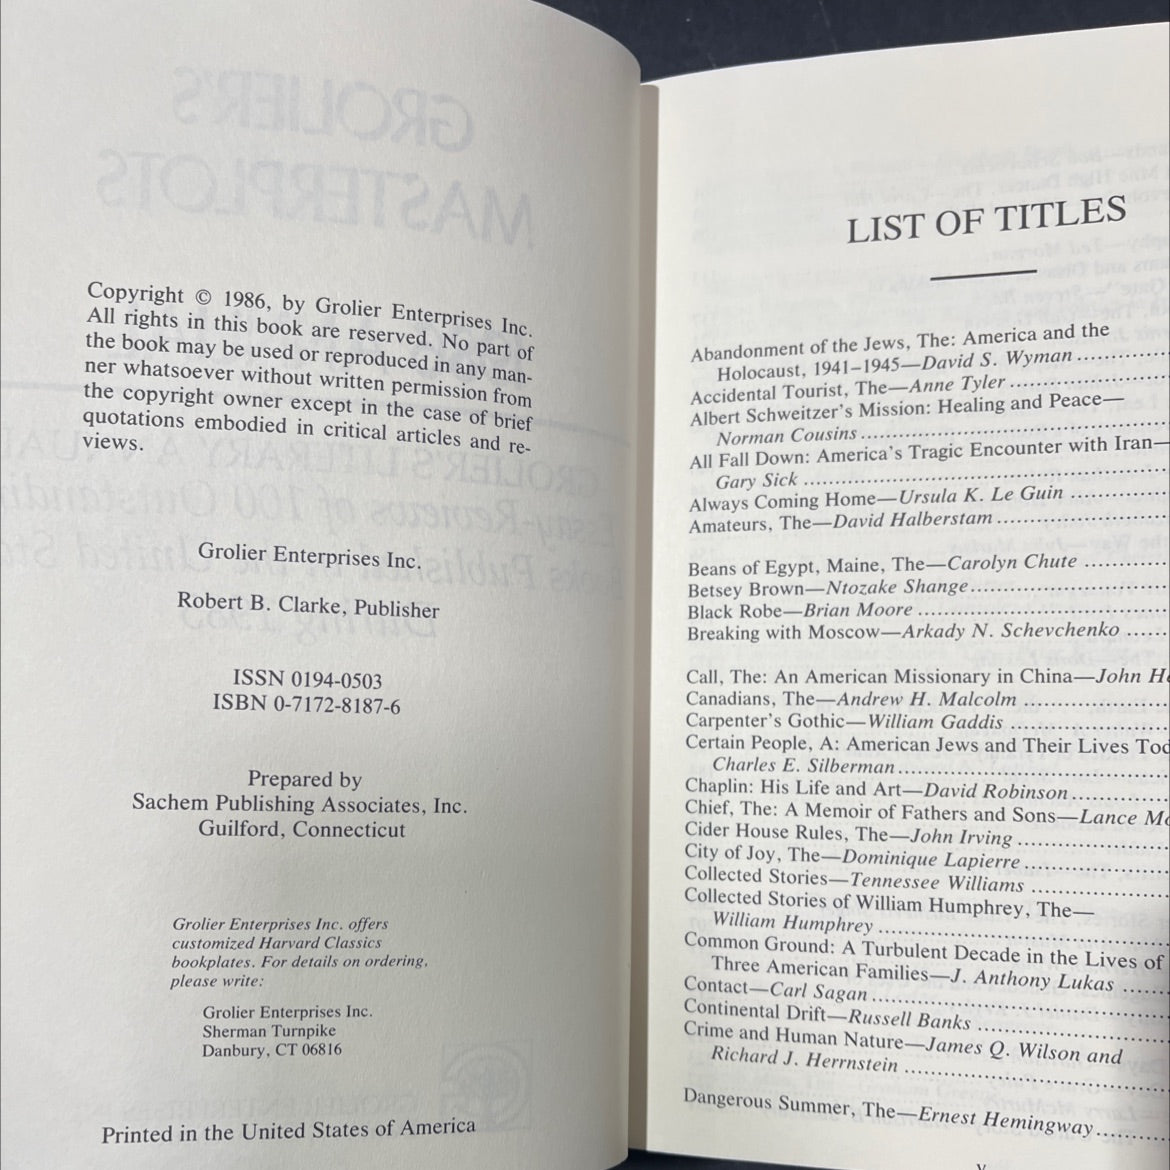 Copyright © 1986, by Grolier Enterprises Inc.
All rights in this book are reserved. No part of
the book may be used or reproduced in any man-
ner whatsoever without written permission from
the copyright owner except in the case of brief
quotations embodied in critical articles and re-
views.
Grolier Enterprises Inc.
Robert B. Clarke, Publisher
ISSN 0194-0503
ISBN 0-7172-8187-6
Prepared by
Sachem Publishing Associates, Inc.
Guilford, Connecticut
Grolier Enterprises Inc. offers
customized Harvard Classics
bookplates. For details on ordering,
please write:
Grolier Enterprises Inc.
Sherman Turnpike
Danbury, CT 06816
Printed in the United States of America
LIST OF TITLES
Abandonment of the Jews, The: America and the
Holocaust, 1941–1945—David S. Wyman
Accidental Tourist, The—Anne Tyler
Albert Schweitzer's Mission: Healing and Peace—
Norman Cousins
All Fall Down: America's Tragic Encounter with Iran—
Gary Sick
Always Coming Home—Ursula K. Le Guin
Amateurs, The—David Halberstam
Beans of Egypt, Maine, The—Carolyn Chute
Betsey Brown—Ntozake Shange
Black Robe—Brian Moore
Breaking with Moscow—Arkady N. Schevchenko
Call, The: An American Missionary in China—John
Canadians, The—Andrew H. Malcolm
Carpenter's Gothic—William Gaddis
Certain People, A: American Jews and Their Lives
Charles E. Silberman
Chaplin: His Life and Art—David Robinson
Chief, The: A Memoir of Fathers and Sons—Lance
Cider House Rules, The—John Irving
City of Joy, The—Dominique Lapierre
Collected Stories—Tennessee Williams
Collected Stories of William Humphrey, The—
William Humphrey
Common Ground: A Turbulent Decade in the Lives of
Three American Families—J. Anthony Lukas
Contact—Carl Sagan
Continental Drift—Russell Banks
Crime and Human Nature—James Q. Wilson and
Richard J. Herrnstein
Dangerous Summer, The—Ernest Hemingway
v